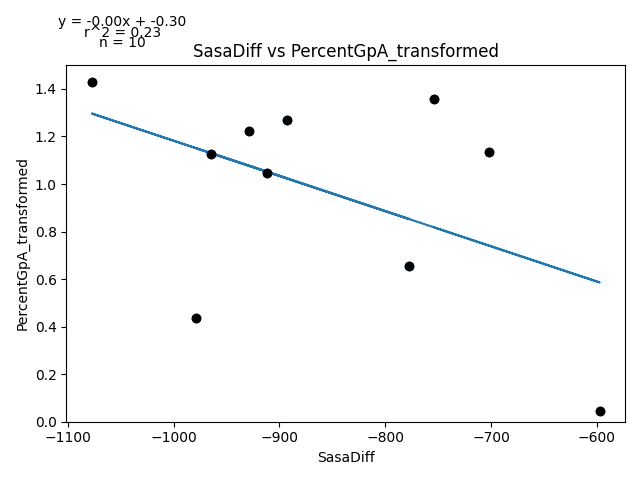 y = -0.00x + -0.30
r^2 = 0.23
n = 10
SasaDiff vs PercentGpA_transformed
PercentGpA_transformed
1.4
1.2
1.0
0.8
0.6
0.4
0.2
0.0
−1100 −1000 −900 −800 −700 −600
SasaDiff